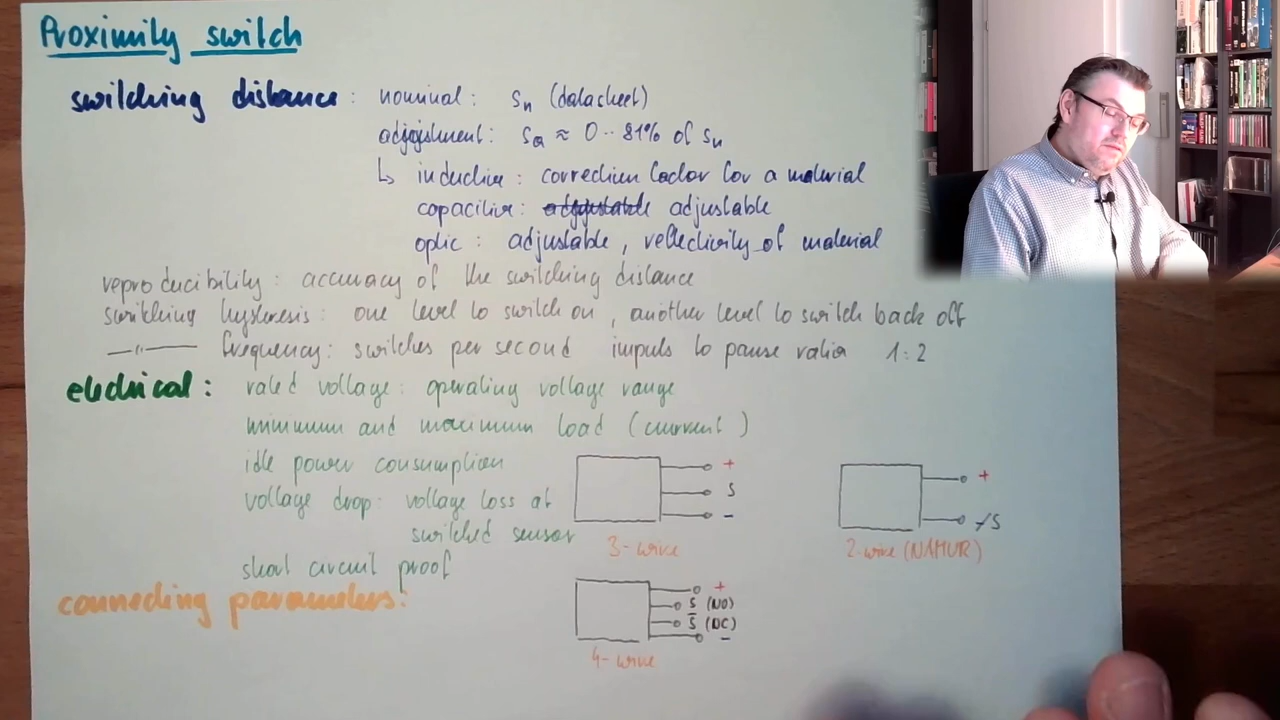 Proximity switch
switching distance: nominal: sn (datasheet)
adjustment: sa ≈ 0..81% of sn
↳ inductive: correction factor for a material
capacitive: adjustable
optic: adjustable, reflectivity of material
reproducibility: accuracy of the switching distance
switching hysteresis: one level to switch on, another level to switch back off
—"— frequency: switches per second impuls to pause ratio 1:2
electrical: rated voltage: operating voltage range
minimum and maximum load (current)
idle power consumption
voltage drop: voltage loss at
switched sensor
short circuit proof
+
S
-
3-wire
+
-/S
2-wire (NAMUR)
connecting parameters:
+
S (NO)
S̅ (NC)
-
4-wire